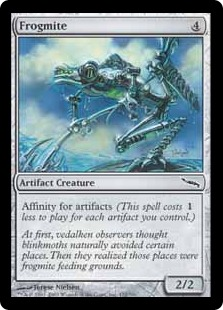 Frogmite 4
Artifact Creature
Affinity for artifacts (This spell costs 1
less to play for each artifact you control.)
At first, vedalken observers thought
blinkmoths naturally avoided certain
places. Then they realized those places were
frogmite feeding grounds.
Terese Nielsen
2/2